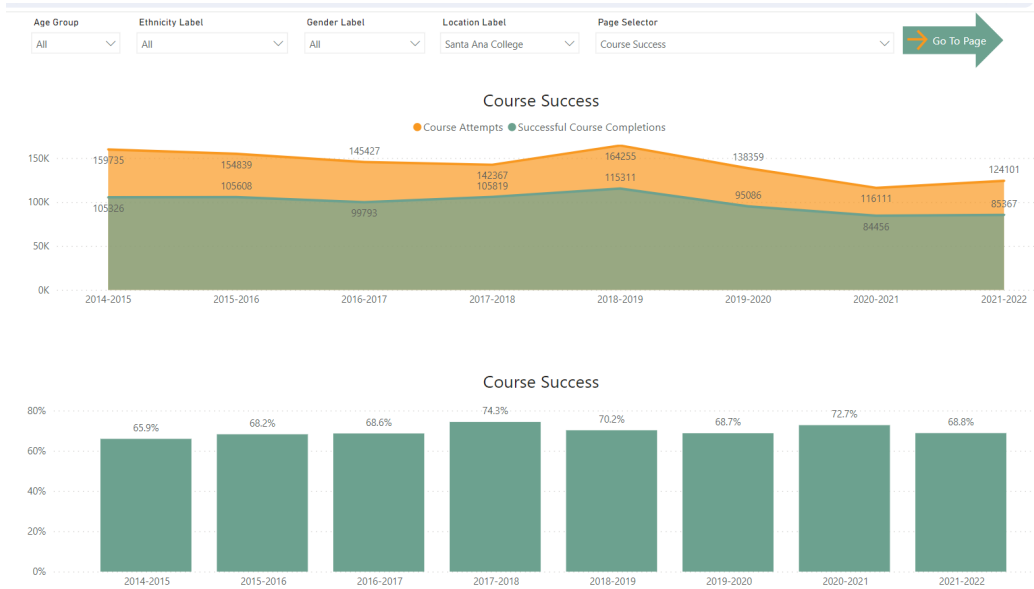 Age Group Ethnicity Label Gender Label Location Label Page Selector
All All All Santa Ana College Course Success Go To Page
Course Success
Course Attempts Successful Course Completions
150K
100K
50K
0K
159735 154839 145427 142367 164255 138359 116111 124101
105326 105608 99793 105819 115311 95086 84456 85367
2014-2015 2015-2016 2016-2017 2017-2018 2018-2019 2019-2020 2020-2021 2021-2022
Course Success
80%
60%
40%
20%
0%
65.9% 68.2% 68.6% 74.3% 70.2% 68.7% 72.7% 68.8%
2014-2015 2015-2016 2016-2017 2017-2018 2018-2019 2019-2020 2020-2021 2021-2022